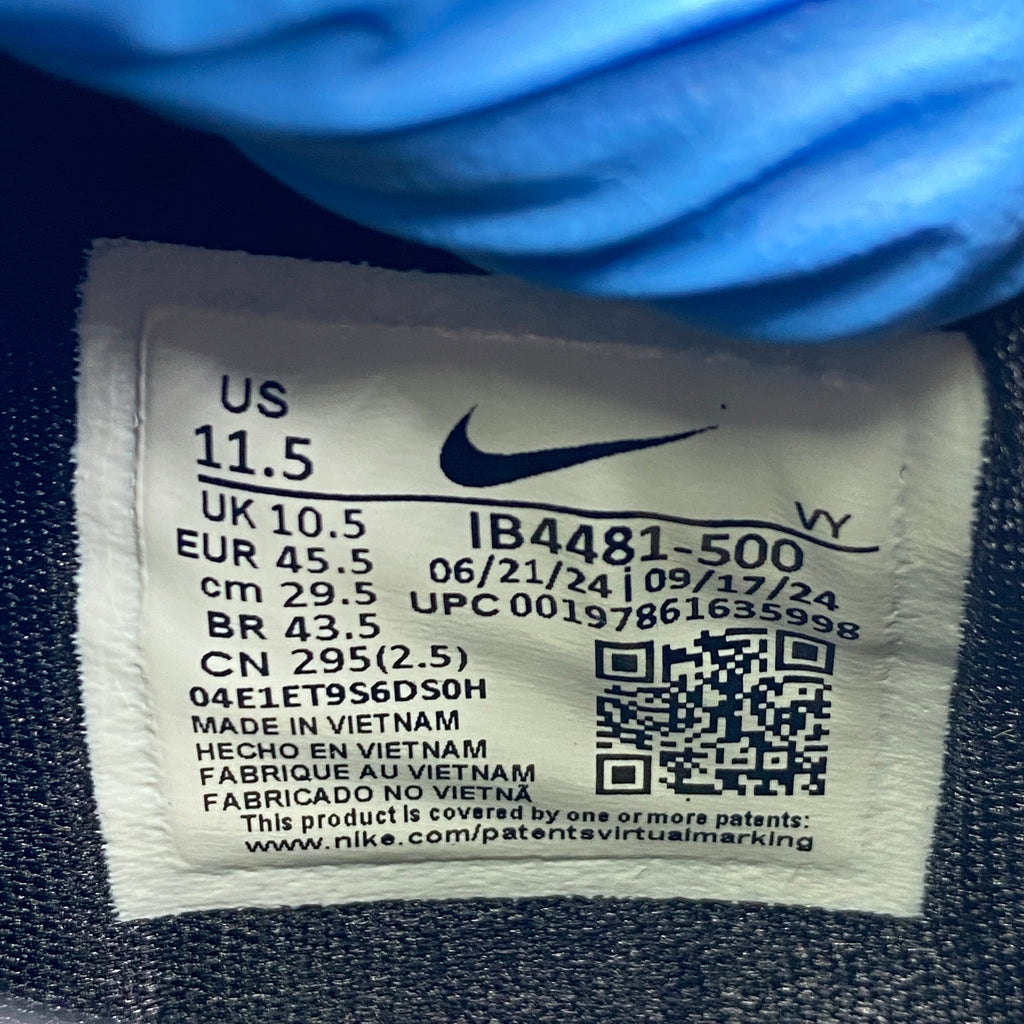 US
11.5
UK 10.5
EUR 45.5
cm 29.5
BR 43.5
CN 295(2.5)
04E1ET9S6DS0H
MADE IN VIETNAM
HECHO EN VIETNAM
FABRIQUE AU VIETNAM
FABRICADO NO VIETNÃ
VY
IB4481-500
06/21/24 | 09/17/24
UPC 00197861635998
This product is covered by one or more patents:
www.nike.com/patentsvirtualmarking